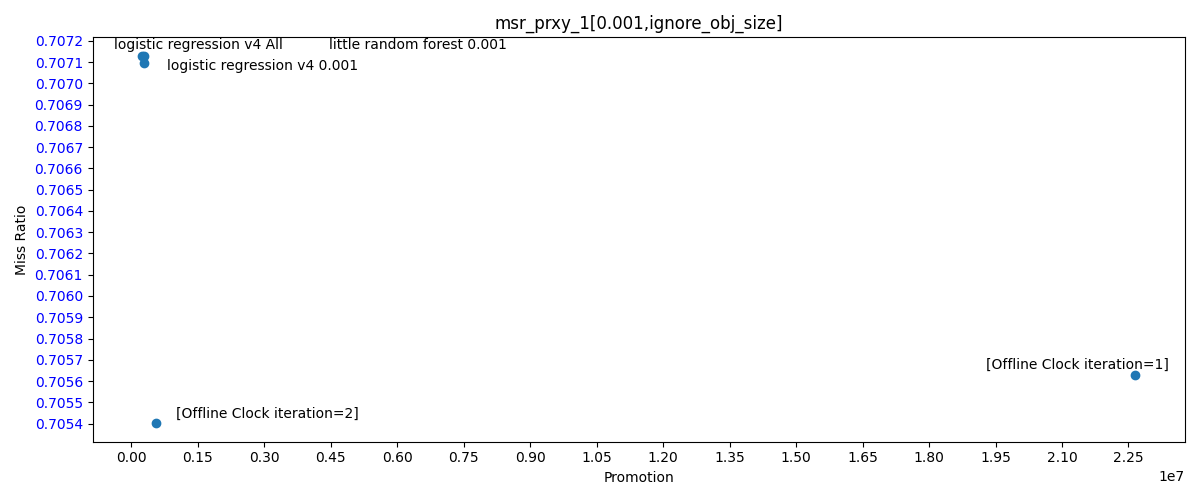 msr_prxy_1[0.001,ignore_obj_size]
0.7072
logistic regression v4 All
little random forest 0.001
0.7071
logistic regression v4 0.001
0.7070
0.7069
0.7068
0.7067
0.7066
0.7065
0.7064
0.7063
0.7062
0.7061
0.7060
0.7059
0.7058
0.7057
[Offline Clock iteration=1]
0.7056
0.7055
[Offline Clock iteration=2]
0.7054
Miss Ratio
0.00 0.15 0.30 0.45 0.60 0.75 0.90 1.05 1.20 1.35 1.50 1.65 1.80 1.95 2.10 2.25
Promotion
1e7